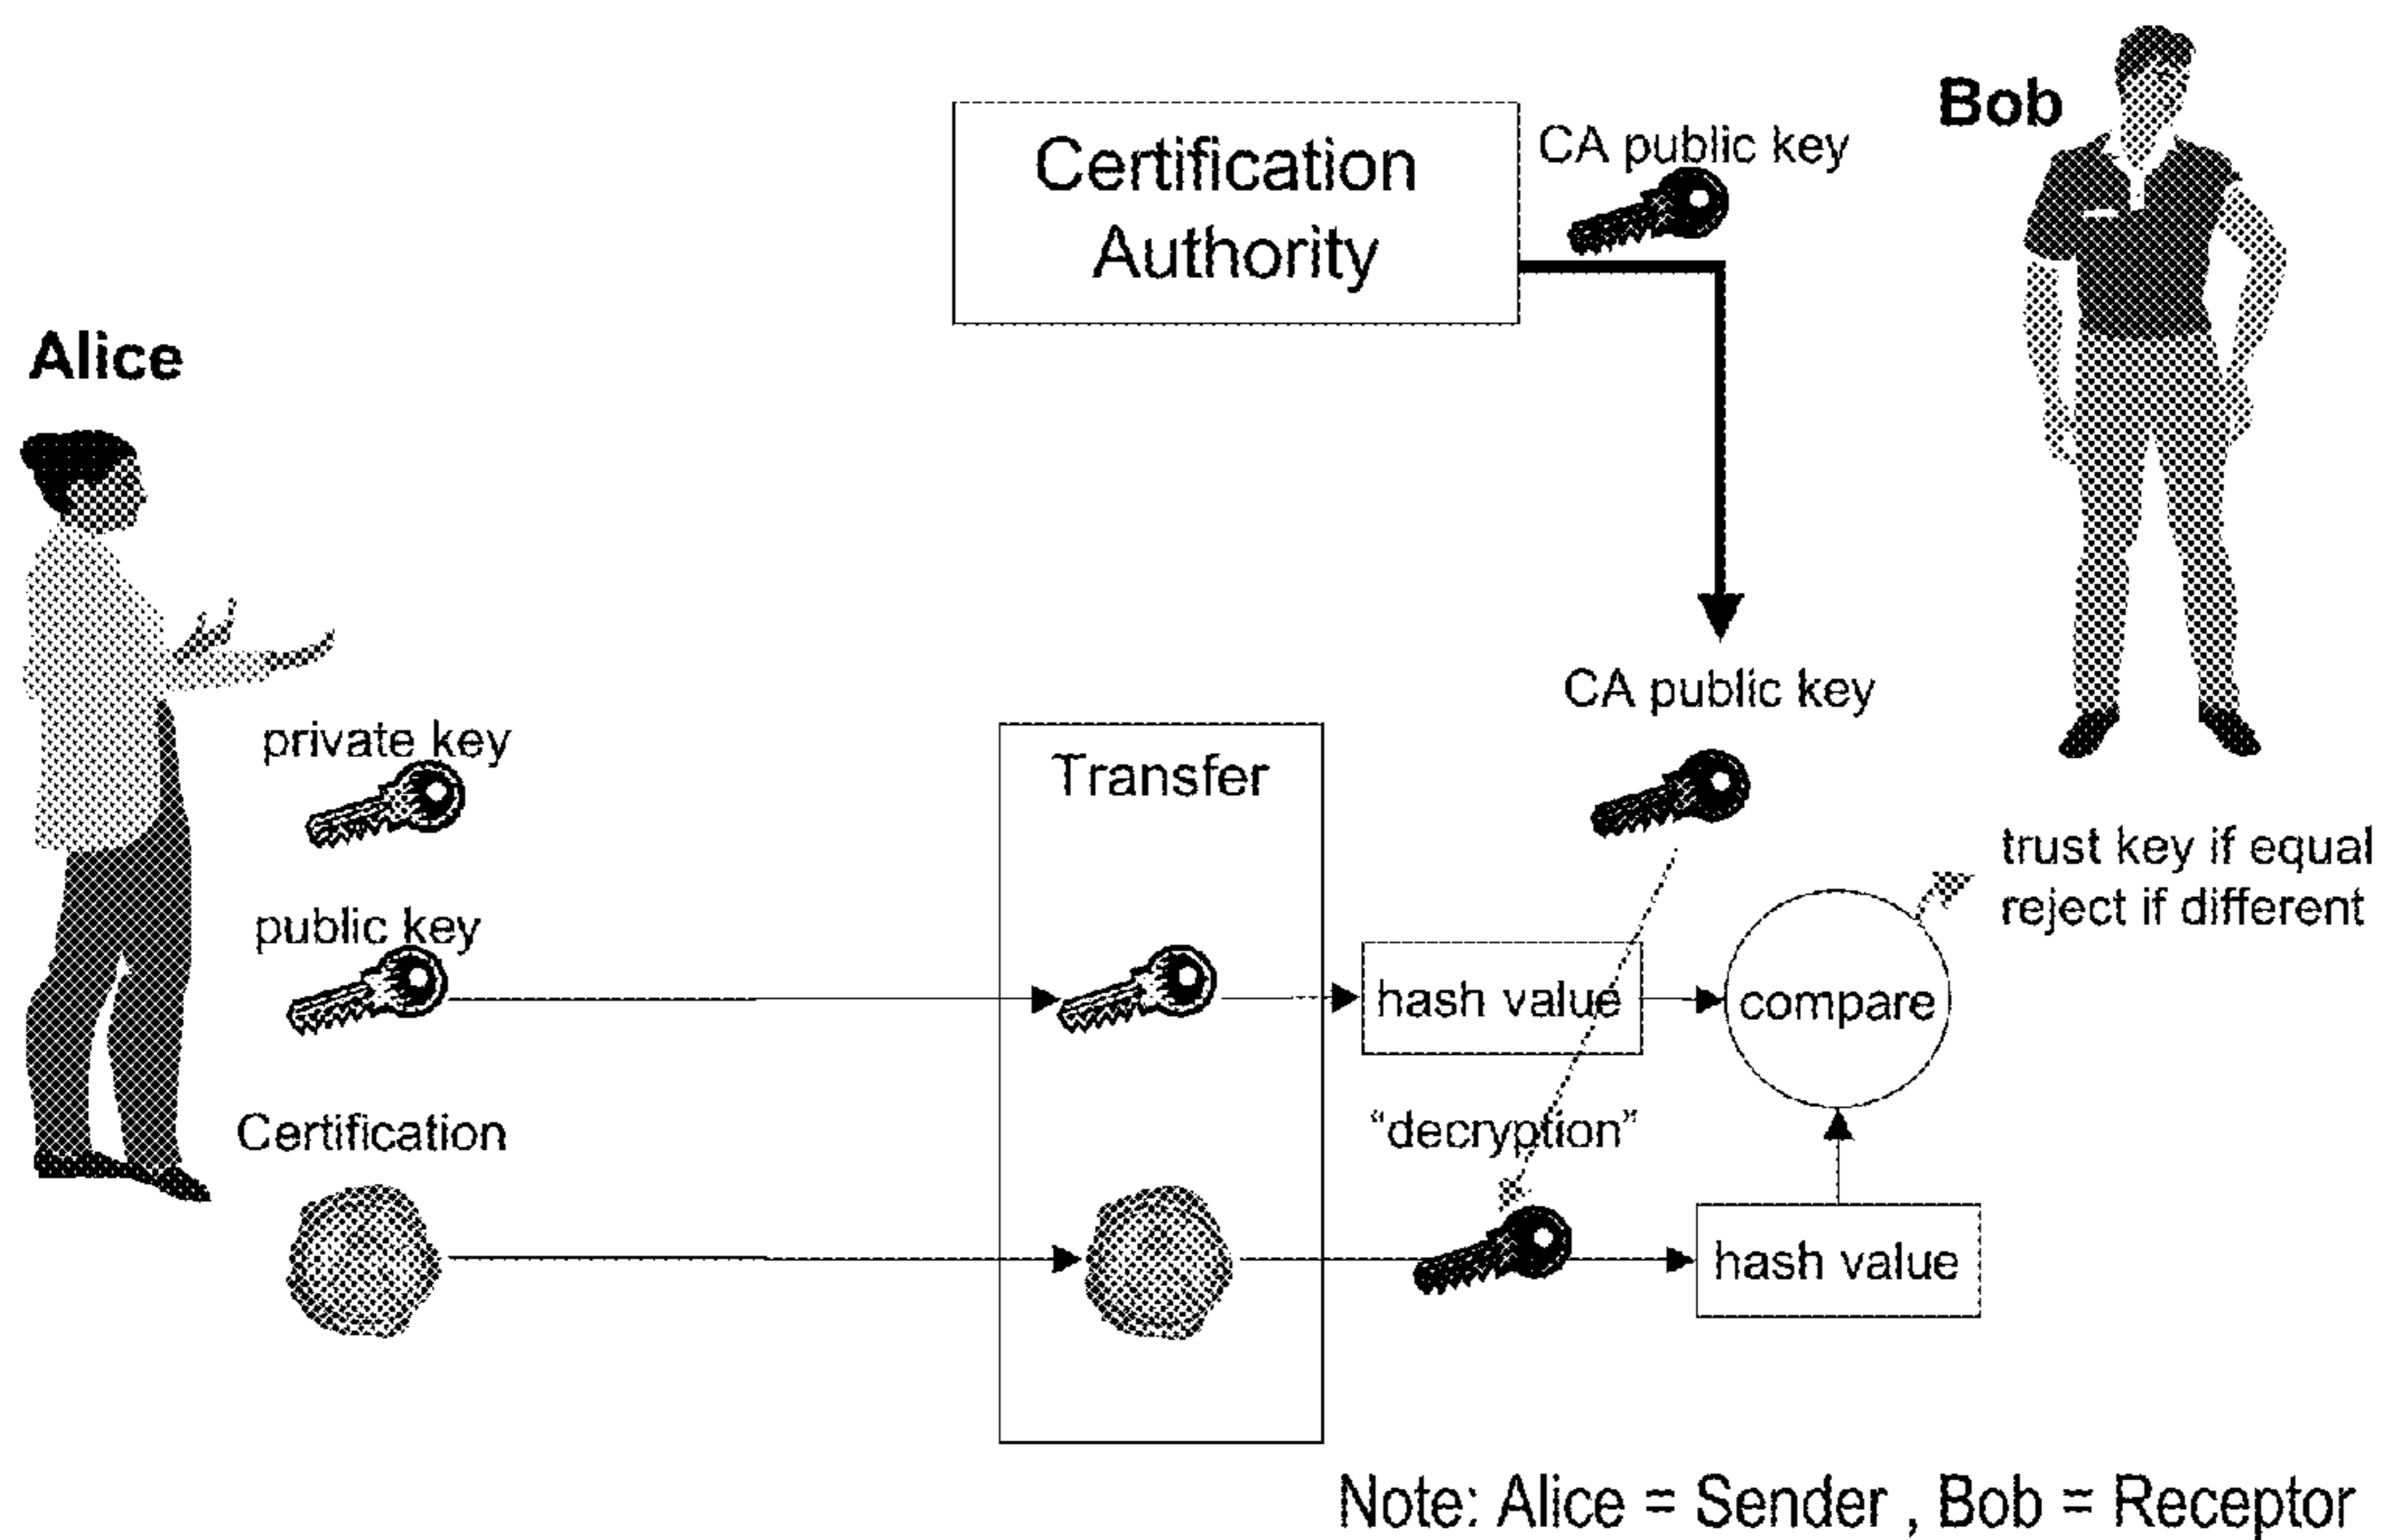 Bob
CA public key
Certification
Authority
Alice
CA public key
private key
Transfer
trust key if equal
reject if different
public key
hash value
compare
"decryption"
Certification
hash value
Note: Alice = Sender , Bob = Receptor